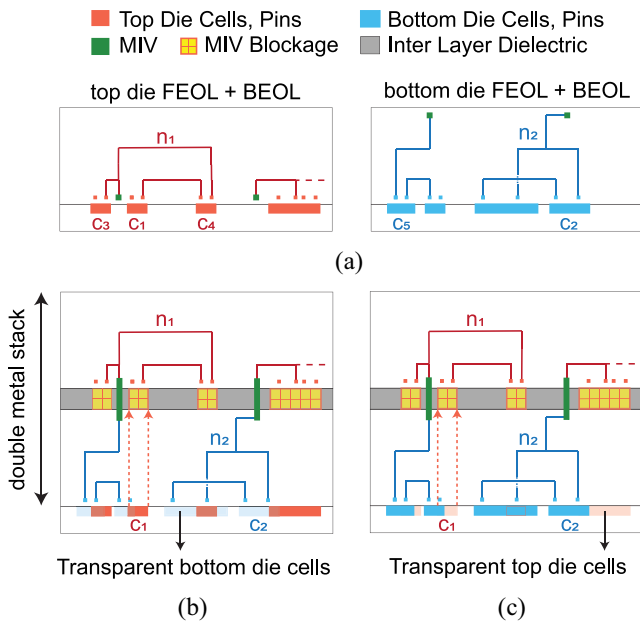 Top Die Cells, Pins
Bottom Die Cells, Pins
MIV
MIV Blockage
Inter Layer Dielectric
top die FEOL + BEOL
bottom die FEOL + BEOL
n₁
n₂
C₃
C₁
C₄
C₅
C₂
(a)
double metal stack
n₁
n₁
n₂
n₂
C₁
C₂
C₁
C₂
Transparent bottom die cells
Transparent top die cells
(b)
(c)